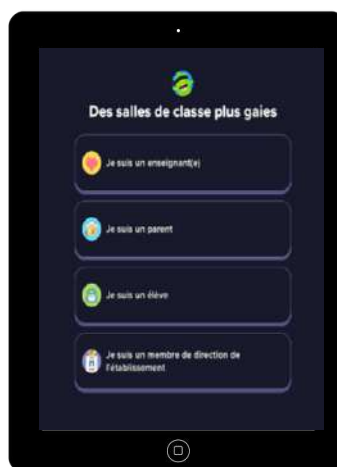 Des salles de classe plus gaies
Je suis un enseignant(e)
Je suis un parent
Je suis un élève
Je suis un membre de direction de
l'établissement